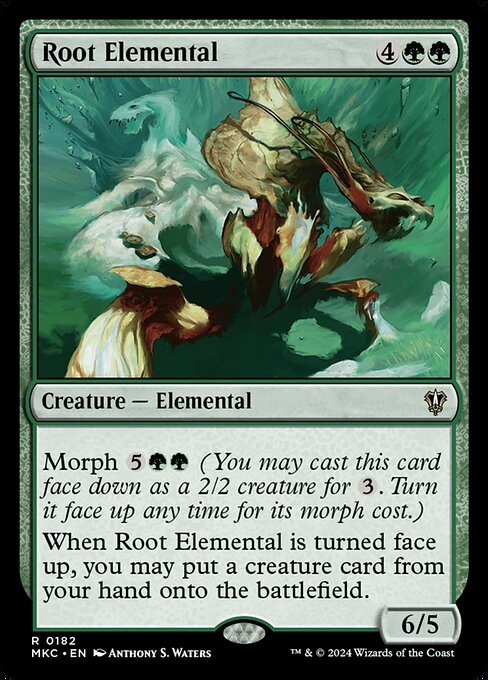 Root Elemental 4
Creature — Elemental
Morph 5 (You may cast this card
face down as a 2/2 creature for 3. Turn
it face up any time for its morph cost.)
When Root Elemental is turned face
up, you may put a creature card from
your hand onto the battlefield.
6/5
R 0182
MKC • EN Anthony S. Waters ™ & © 2024 Wizards of the Coast